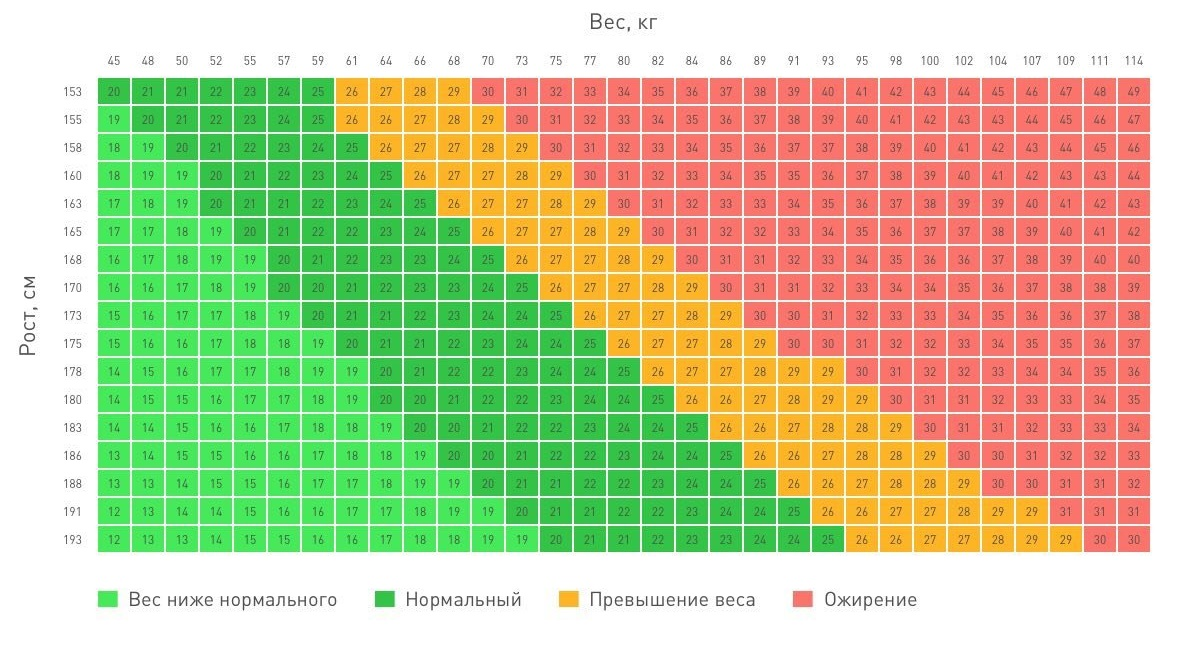 Вес, кг
45 48 50 52 55 57 59 61 64 66 68 70 73 75 77 80 82 84 86 89 91 93 95 98 100 102 104 107 109 111 114
153 20 21 21 22 23 24 25 26 27 28 29 30 31 32 33 34 35 36 37 38 39 40 41 42 43 44 45 46 47 48 49
155 19 20 21 22 23 24 25 26 26 27 28 29 30 31 32 33 34 35 36 37 38 39 40 41 42 43 43 44 45 46 47
158 18 19 20 21 22 23 24 25 26 27 27 28 29 30 31 32 33 34 35 36 37 37 38 39 40 41 42 43 44 45 46
160 18 19 19 20 21 22 23 24 25 26 27 27 28 29 30 31 32 33 34 35 35 36 37 38 39 40 41 42 43 43 44
163 17 18 19 20 21 21 22 23 24 25 26 27 27 28 29 30 31 32 33 33 34 35 36 37 38 39 39 40 41 42 43
165 17 17 18 19 20 21 22 22 23 24 25 26 27 27 28 29 30 31 32 32 33 34 35 36 37 37 38 39 40 41 42
168 16 17 18 19 19 20 21 22 23 23 24 25 26 27 27 28 29 30 31 31 32 33 34 35 36 36 37 38 39 40 40
170 16 16 17 18 19 20 20 21 22 23 23 24 25 26 27 27 28 29 30 31 31 32 33 34 34 35 36 37 38 38 39
173 15 16 17 17 18 19 20 21 21 22 23 24 24 25 26 27 27 28 29 30 30 31 32 33 33 34 35 36 36 37 38
Рост, см
175 15 16 16 17 18 18 19 20 21 22 22 23 24 24 25 26 27 27 28 29 30 30 31 32 32 33 34 35 35 36 37
178 14 15 16 17 17 18 19 19 20 21 22 22 23 24 24 25 26 27 27 28 29 29 30 31 32 32 33 34 34 35 36
180 14 15 15 16 17 17 18 19 20 20 21 22 22 23 24 24 25 26 26 27 28 29 29 30 31 31 32 33 33 34 35
183 14 14 15 16 16 17 18 18 19 20 20 21 22 22 23 24 24 25 26 26 27 28 28 29 30 31 31 32 33 33 34
186 13 14 15 15 16 16 17 18 18 19 20 20 21 22 22 23 24 24 25 26 26 27 28 28 29 30 30 31 32 32 33
188 13 13 14 15 15 16 17 17 18 19 19 20 21 21 22 22 23 24 24 25 26 26 27 28 28 29 30 30 31 31 32
191 12 13 14 14 15 16 16 17 17 18 19 19 20 21 21 22 22 23 24 24 25 26 26 27 27 28 29 29 31 31 31
193 12 13 13 14 15 15 16 16 17 18 18 19 19 20 21 21 22 23 23 24 24 25 26 26 27 27 28 29 29 30 30
Вес ниже нормального Нормальный Превышение веса Ожирение